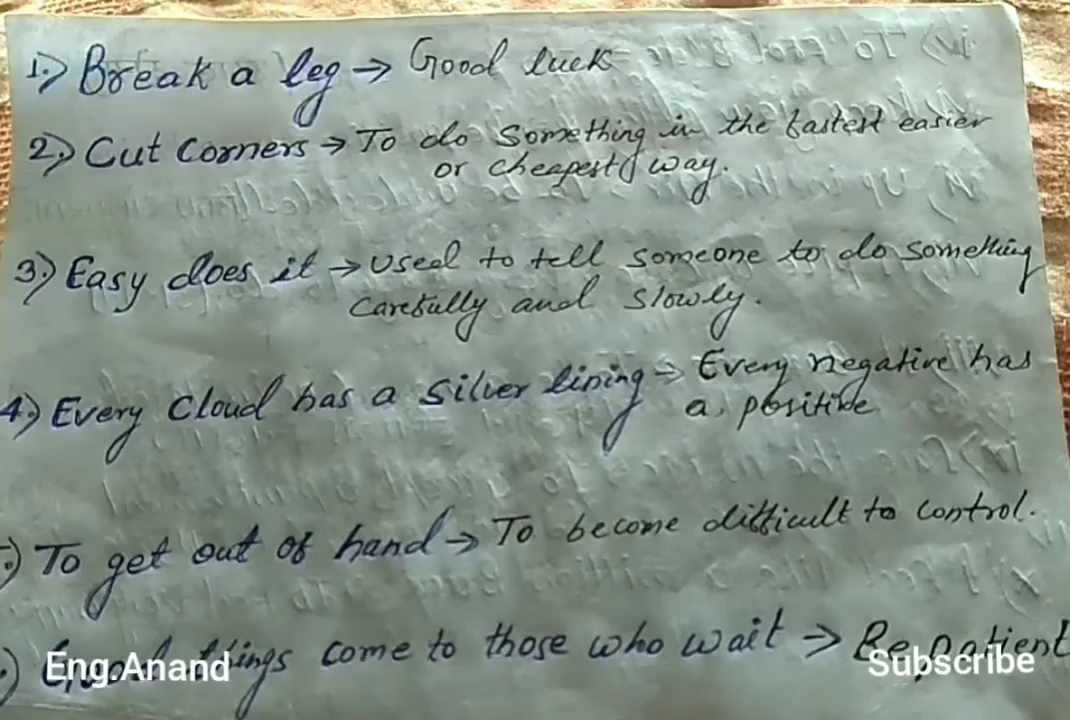 1.) Break a leg → Good luck
2.) Cut Corners → To do Something in the fastest easier
or cheapest way.
3.) Easy does it → Used to tell someone to do something
Carefully and slowly.
4.) Every cloud has a silver lining → Every negative has
a positive
.) To get out of hand → To become difficult to control.
.) Good things come to those who wait → Be patient
Eng.Anand
Subscribe